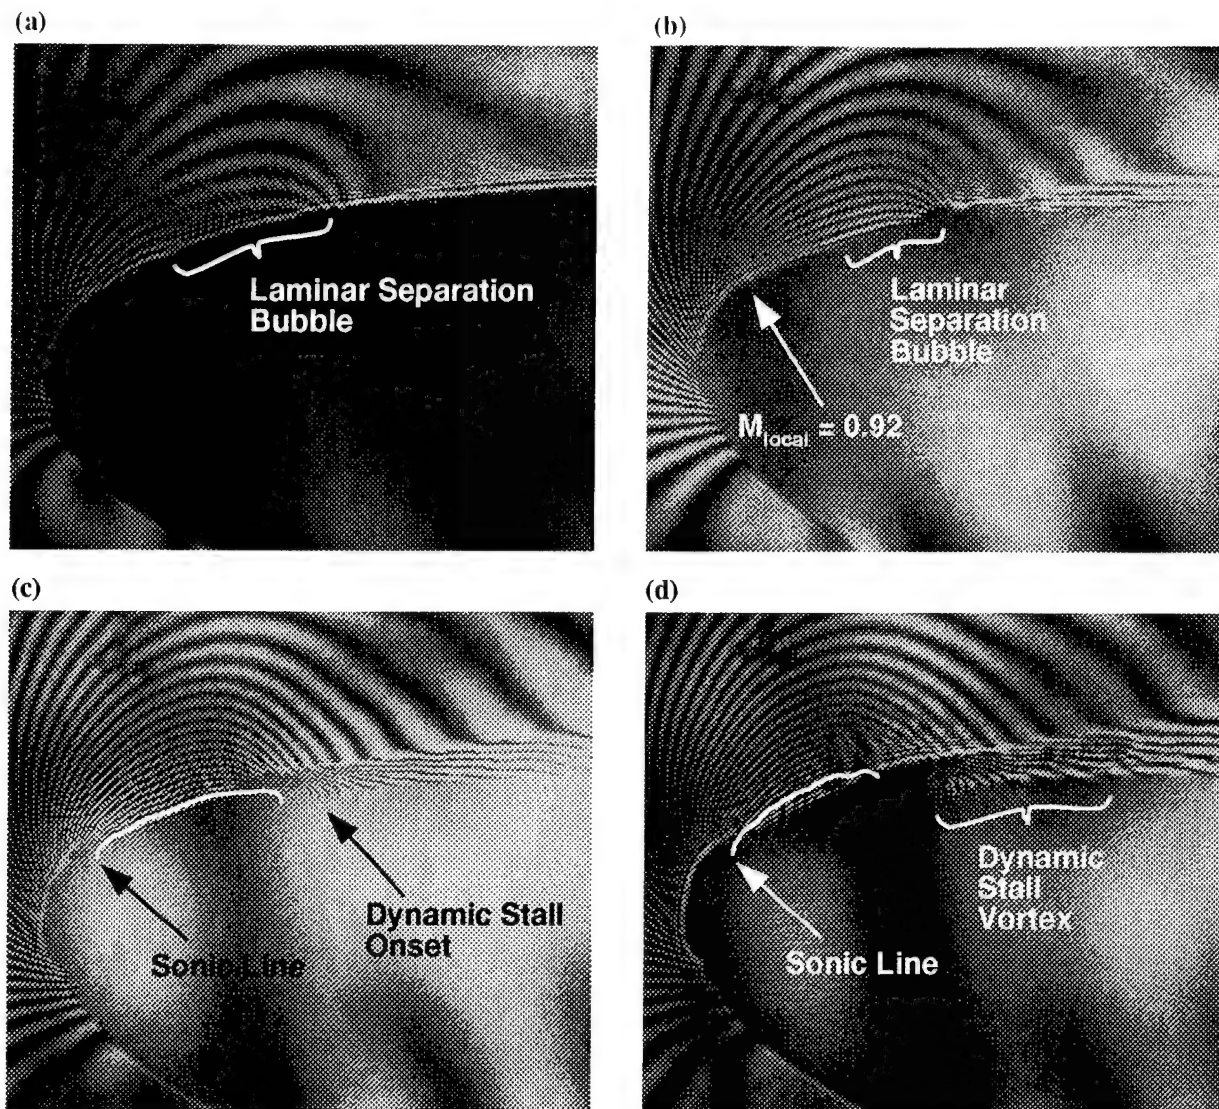 (a)
Laminar Separation
Bubble
(b)
Laminar
Separation
Bubble
M_local = 0.92
(c)
Dynamic Stall
Onset
Sonic Line
(d)
Dynamic
Stall
Vortex
Sonic Line